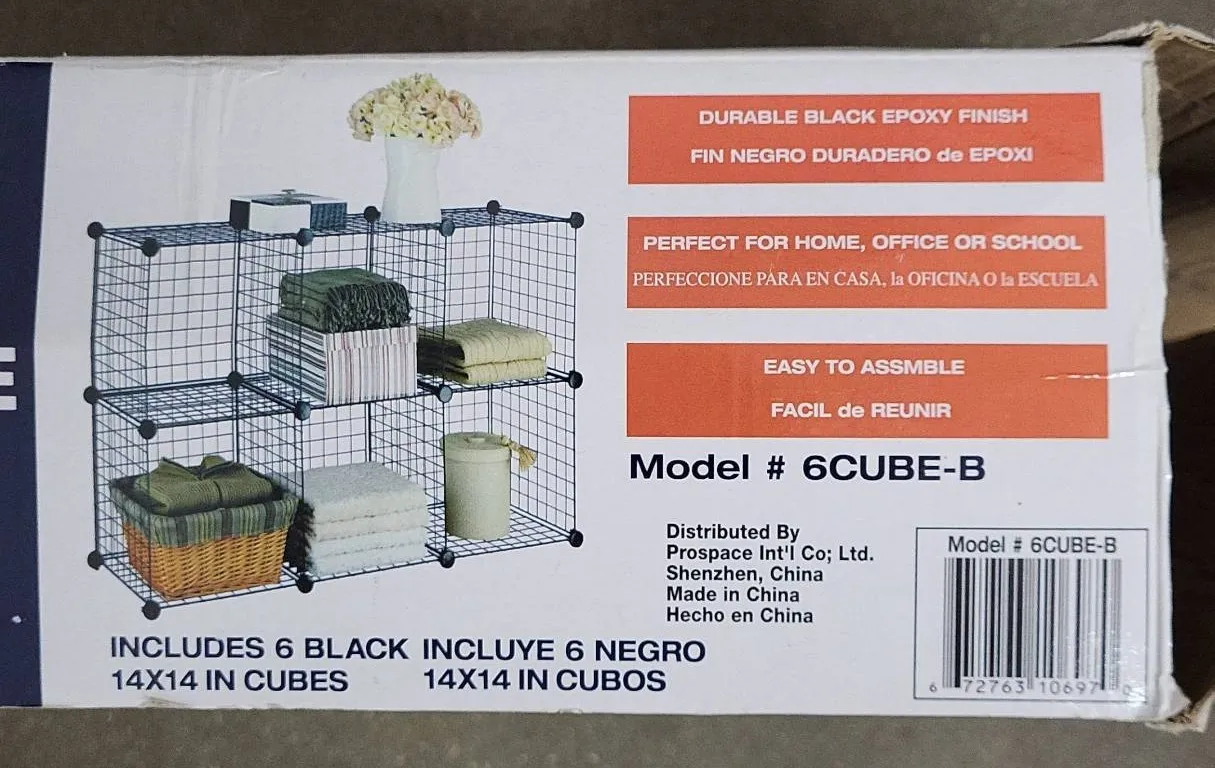 DURABLE BLACK EPOXY FINISH
FIN NEGRO DURADERO de EPOXI
PERFECT FOR HOME, OFFICE OR SCHOOL
PERFECCIONE PARA EN CASA, la OFICINA O la ESCUELA
EASY TO ASSMBLE
FACIL de REUNIR
Model # 6CUBE-B
Distributed By
Prospace Int'l Co; Ltd.
Shenzhen, China
Made in China
Hecho en China
Model # 6CUBE-B
6 72763 10697
INCLUDES 6 BLACK
14X14 IN CUBES
INCLUYE 6 NEGRO
14X14 IN CUBOS